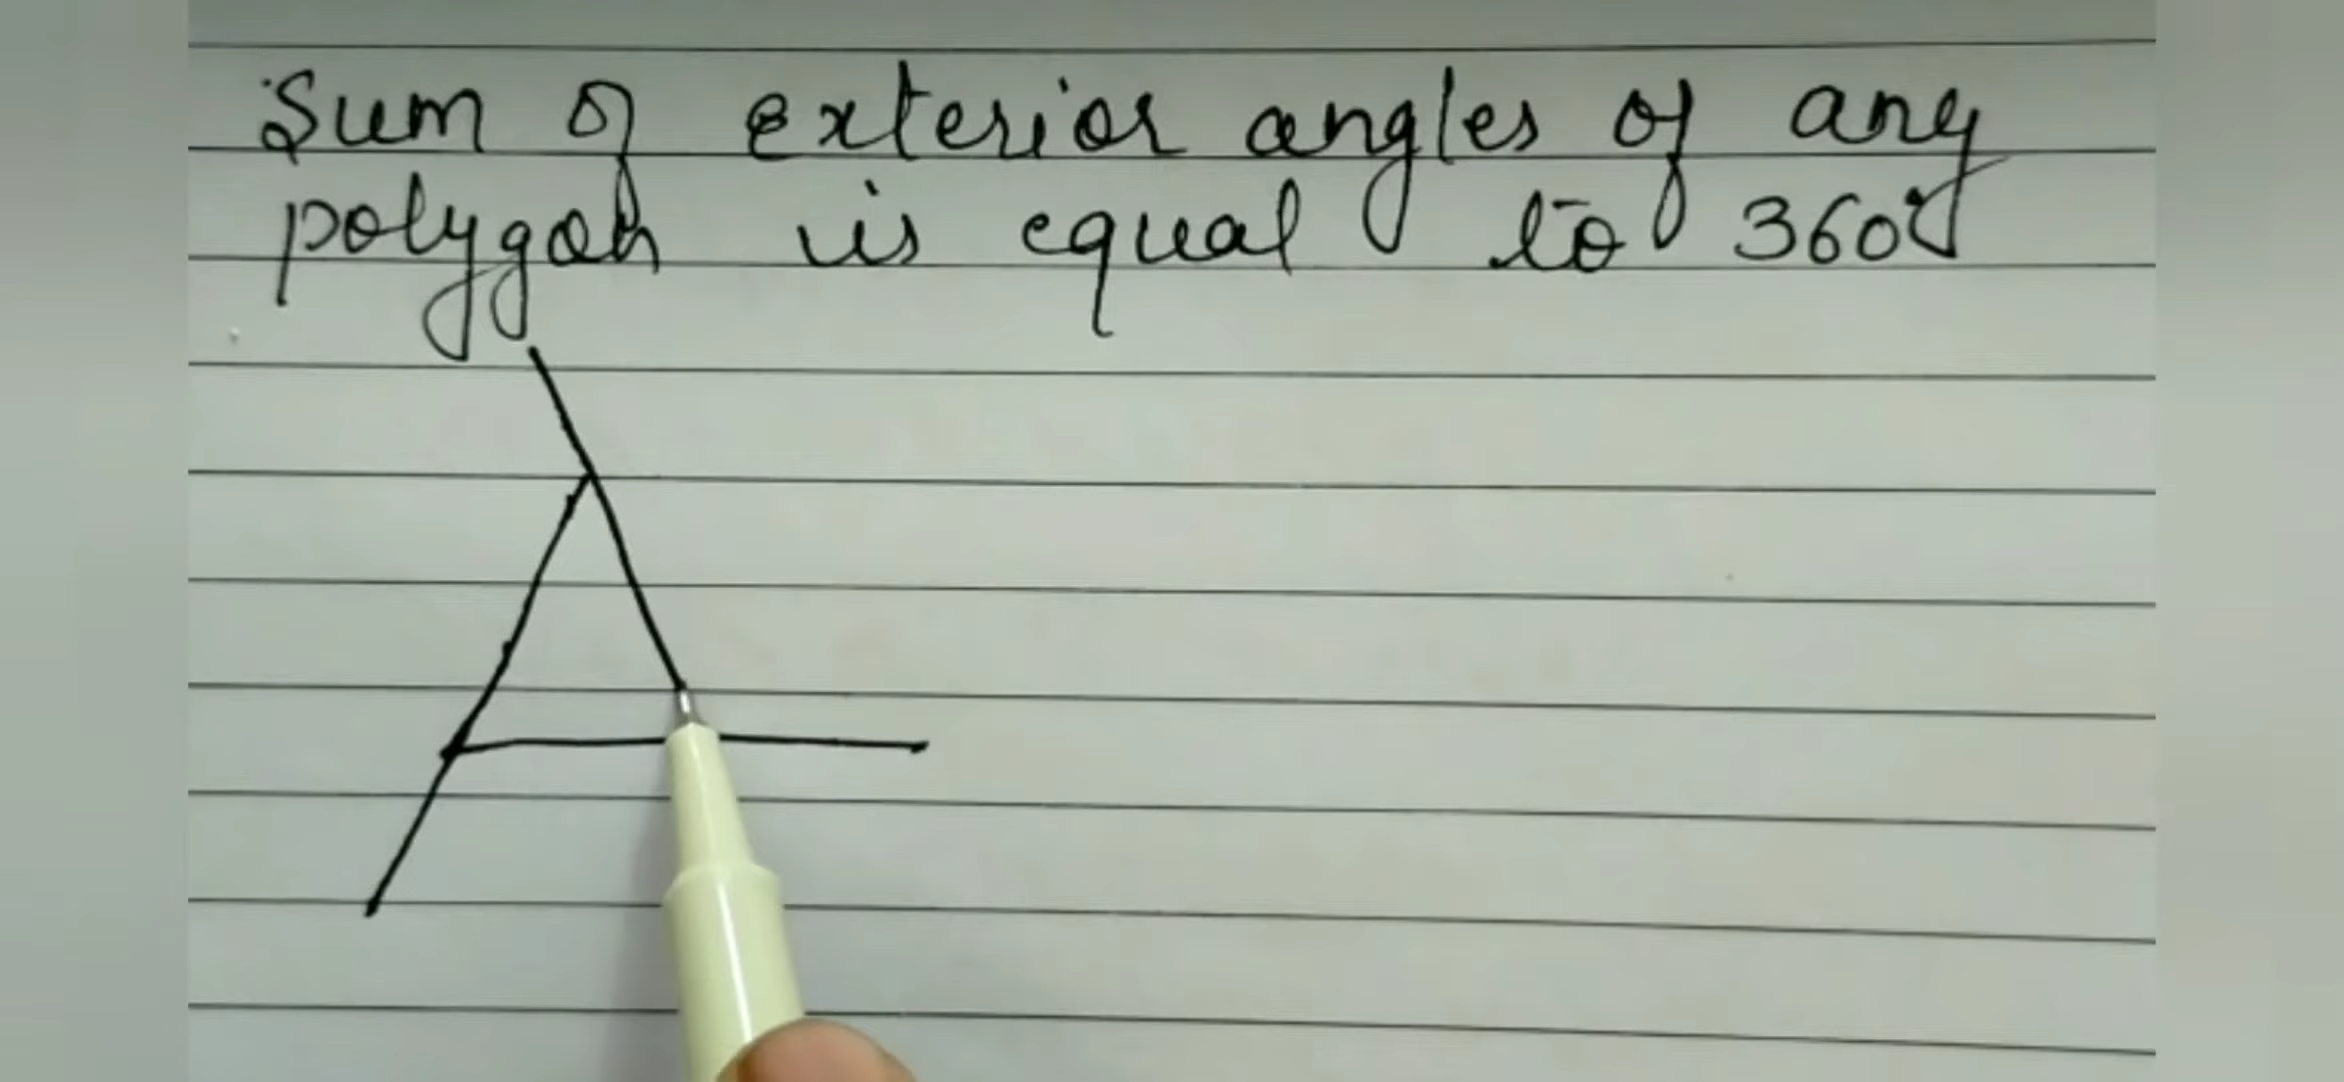 Sum of exterior angles of any
polygon is equal to 360°